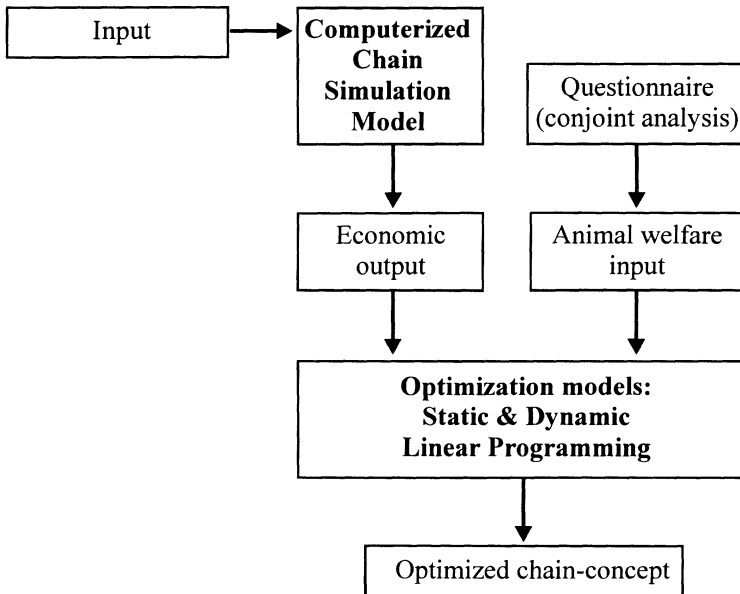 Input
Computerized
Chain
Simulation
Model
Questionnaire
(conjoint analysis)
Economic
output
Animal welfare
input
Optimization models:
Static & Dynamic
Linear Programming
Optimized chain-concept